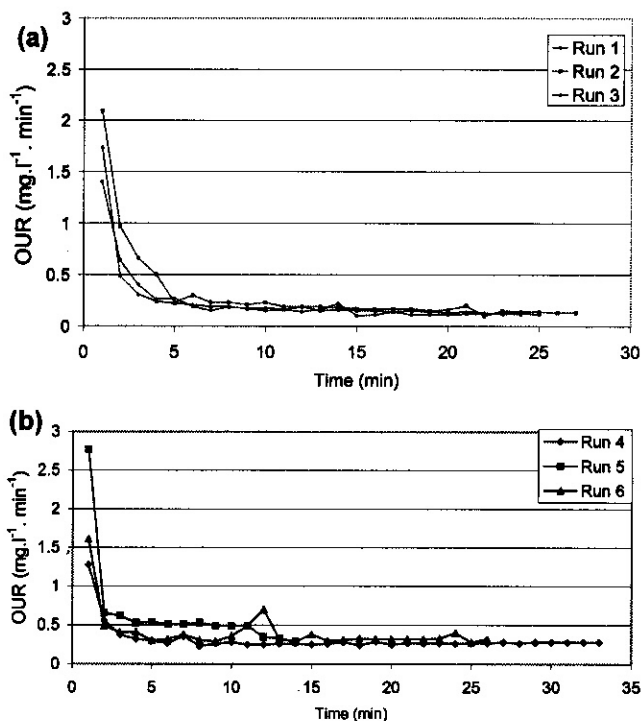 (a)
3
2.5
2
1.5
1
0.5
0
OUR (mg.l⁻¹. min⁻¹)
Run 1
Run 2
Run 3
0 5 10 15 20 25 30
Time (min)
(b)
3
2.5
2
1.5
1
0.5
0
OUR (mg.l⁻¹. min⁻¹)
Run 4
Run 5
Run 6
0 5 10 15 20 25 30 35
Time (min)